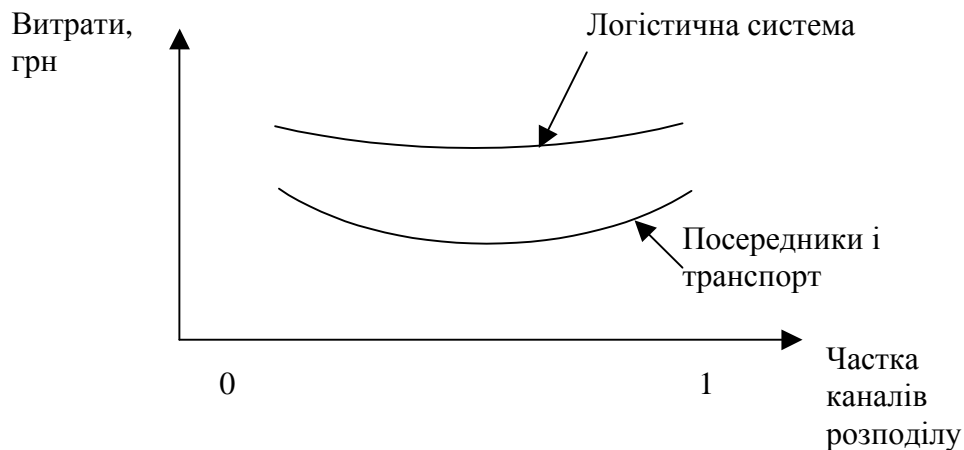 Витрати,
грн
Логістична система
Посередники і
транспорт
0
1
Частка
каналів
розподілу